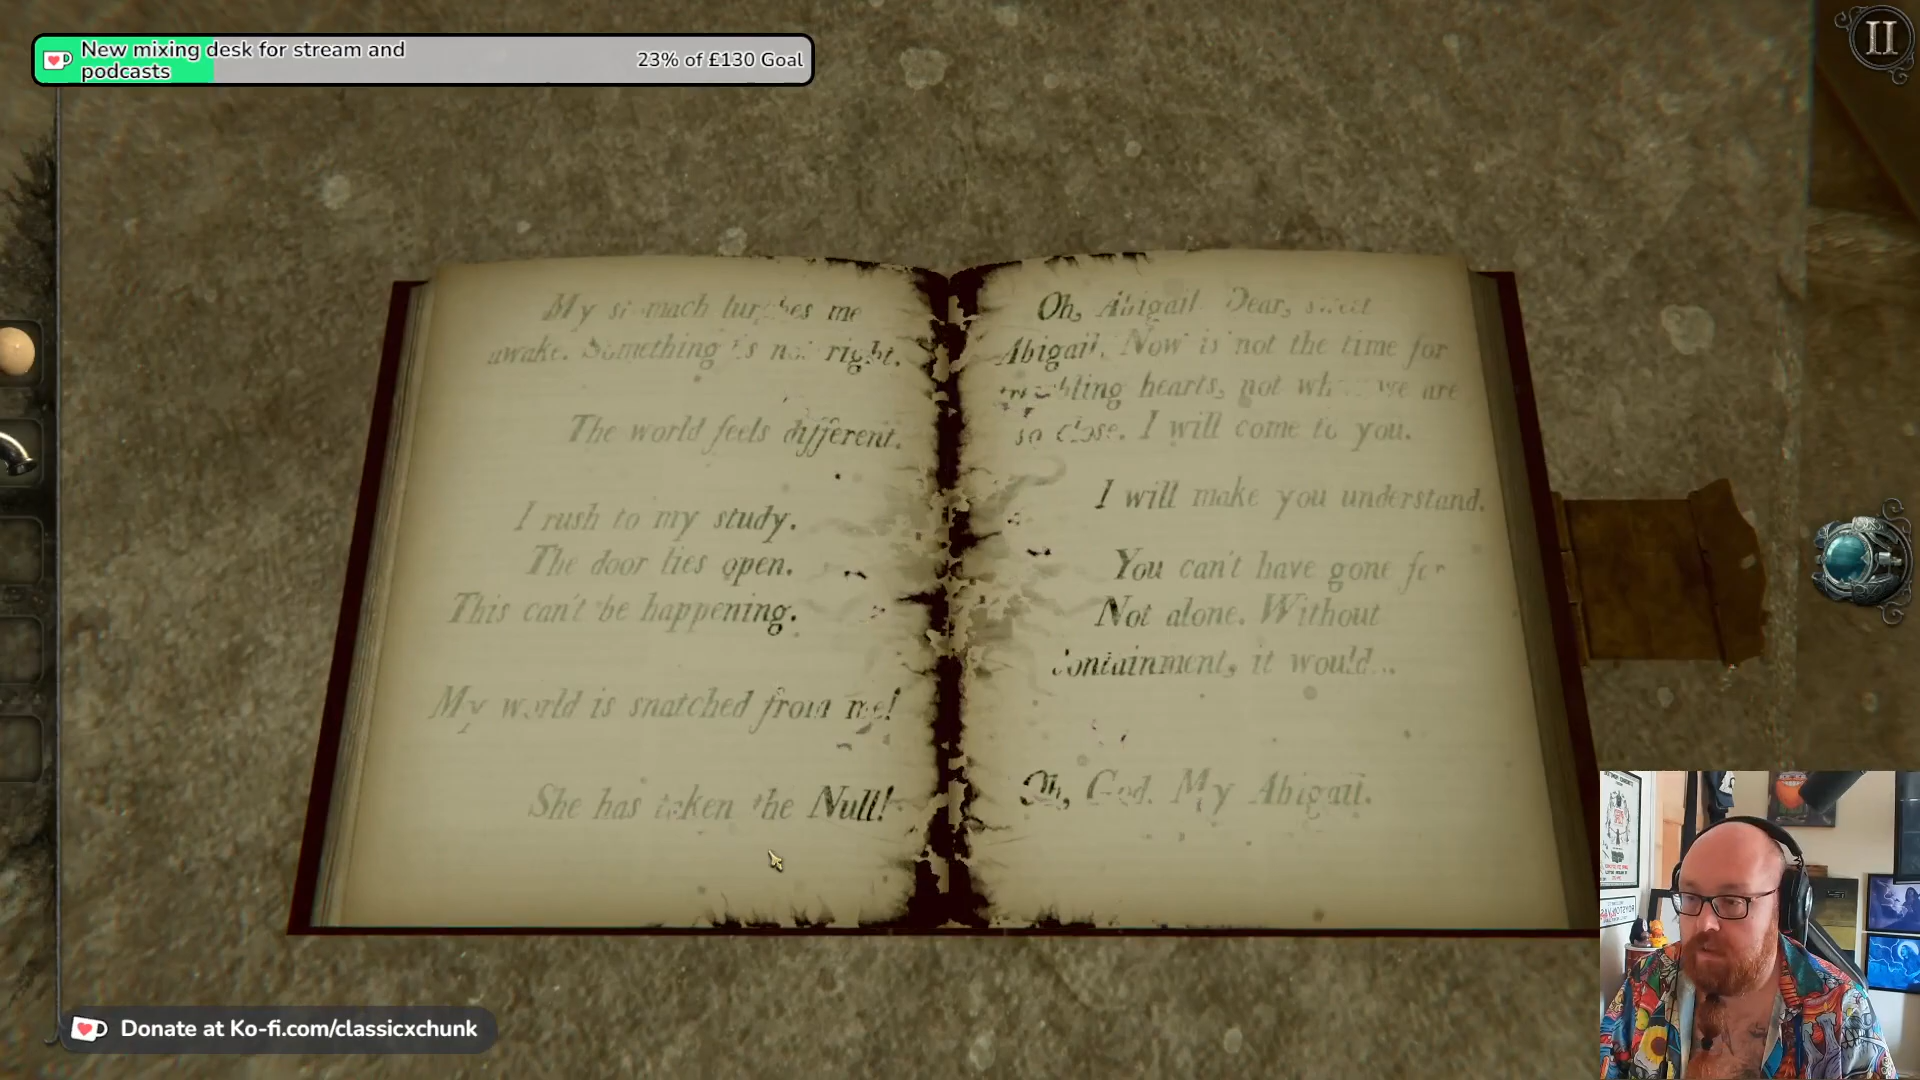 New mixing desk for stream and
podcasts
23% of £130 Goal
II
My stomach lurches me
awake. Something is not right.
The world feels different.
I rush to my study.
The door lies open.
This can't be happening.
My world is snatched from me!
She has taken the Null!
Oh, Abigail. Dear, sweet
Abigail. Now is not the time for
trembling hearts, not when we are
so close. I will come to you.
I will make you understand.
You can't have gone far
Not alone. Without
containment, it would...
Oh, God. My Abigail.
Donate at Ko-fi.com/classicxchunk